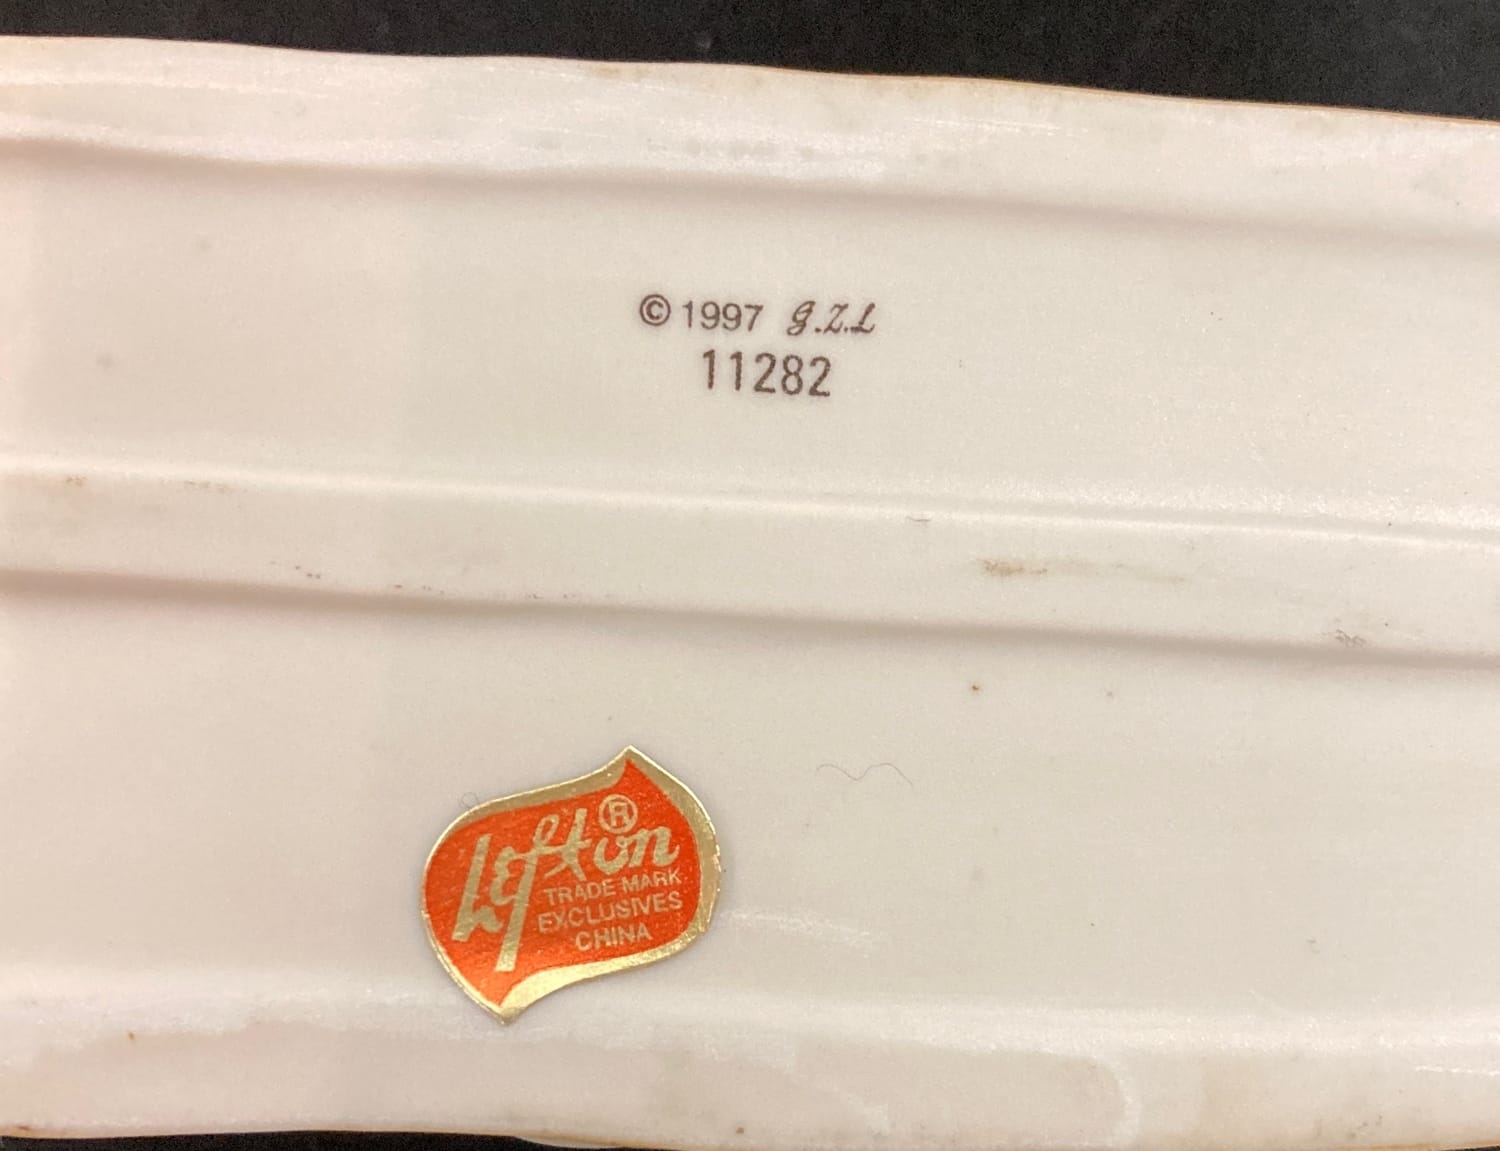 © 1997 G.Z.L
11282
Lefton ®
TRADE MARK
EXCLUSIVES
CHINA